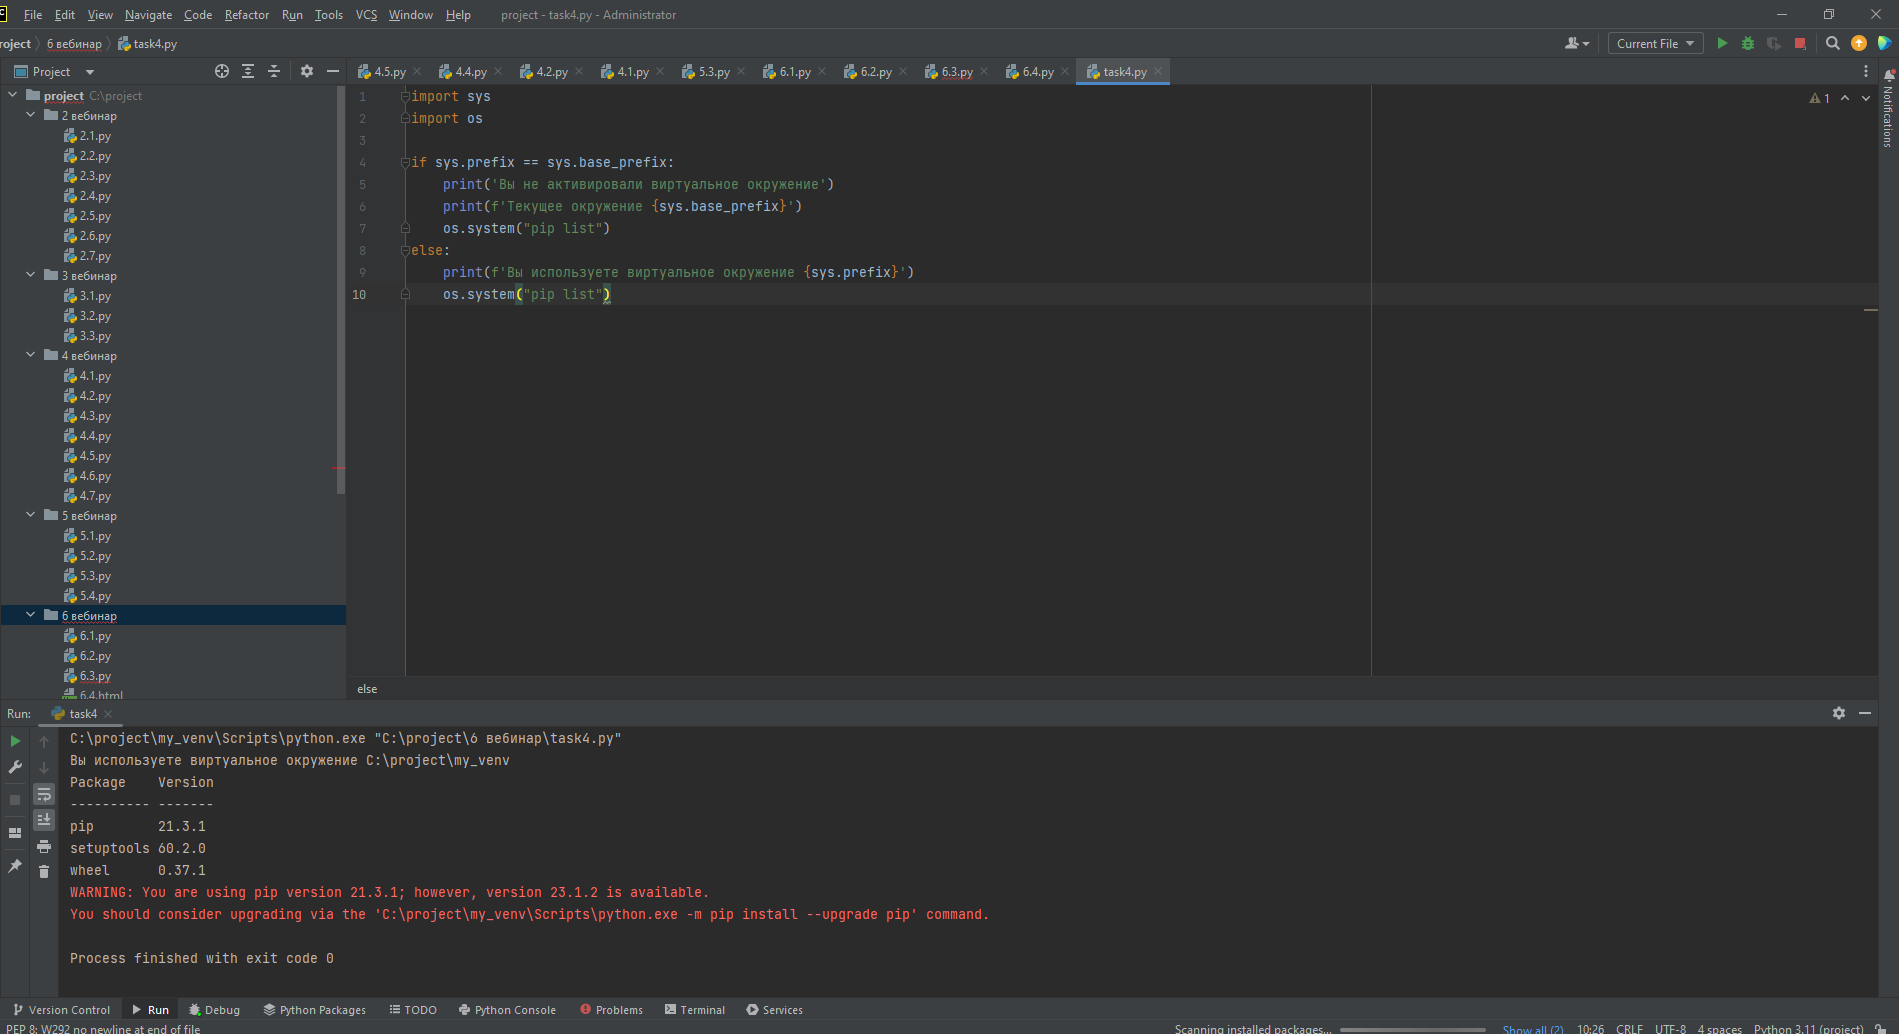 File Edit View Navigate Code Refactor Run Tools VCS Window Help project - task4.py - Administrator
roject 6 вебинар task4.py Current File
Project 4.5.py 4.4.py 4.2.py 4.1.py 5.3.py 6.1.py 6.2.py 6.3.py 6.4.py task4.py
project C:\project
2 вебинар
2.1.py
2.2.py
2.3.py
2.4.py
2.5.py
2.6.py
2.7.py
3 вебинар
3.1.py
3.2.py
3.3.py
4 вебинар
4.1.py
4.2.py
4.3.py
4.4.py
4.5.py
4.6.py
4.7.py
5 вебинар
5.1.py
5.2.py
5.3.py
5.4.py
6 вебинар
6.1.py
6.2.py
6.3.py
6.4.html
1 import sys
2 import os
3
4 if sys.prefix == sys.base_prefix:
5 print('Вы не активировали виртуальное окружение')
6 print(f'Текущее окружение {sys.base_prefix}')
7 os.system("pip list")
8 else:
9 print(f'Вы используете виртуальное окружение {sys.prefix}')
10 os.system("pip list")
1
Notifications
else
Run: task4
C:\project\my_venv\Scripts\python.exe "C:\project\6 вебинар\task4.py"
Вы используете виртуальное окружение C:\project\my_venv
Package Version
---------- -------
pip 21.3.1
setuptools 60.2.0
wheel 0.37.1
WARNING: You are using pip version 21.3.1; however, version 23.1.2 is available.
You should consider upgrading via the 'C:\project\my_venv\Scripts\python.exe -m pip install --upgrade pip' command.
Process finished with exit code 0
Version Control Run Debug Python Packages TODO Python Console Problems Terminal Services
PEP 8: W292 no newline at end of file Scanning installed packages... Show all (2) 10:26 CRLF UTF-8 4 spaces Python 3.11 (project)